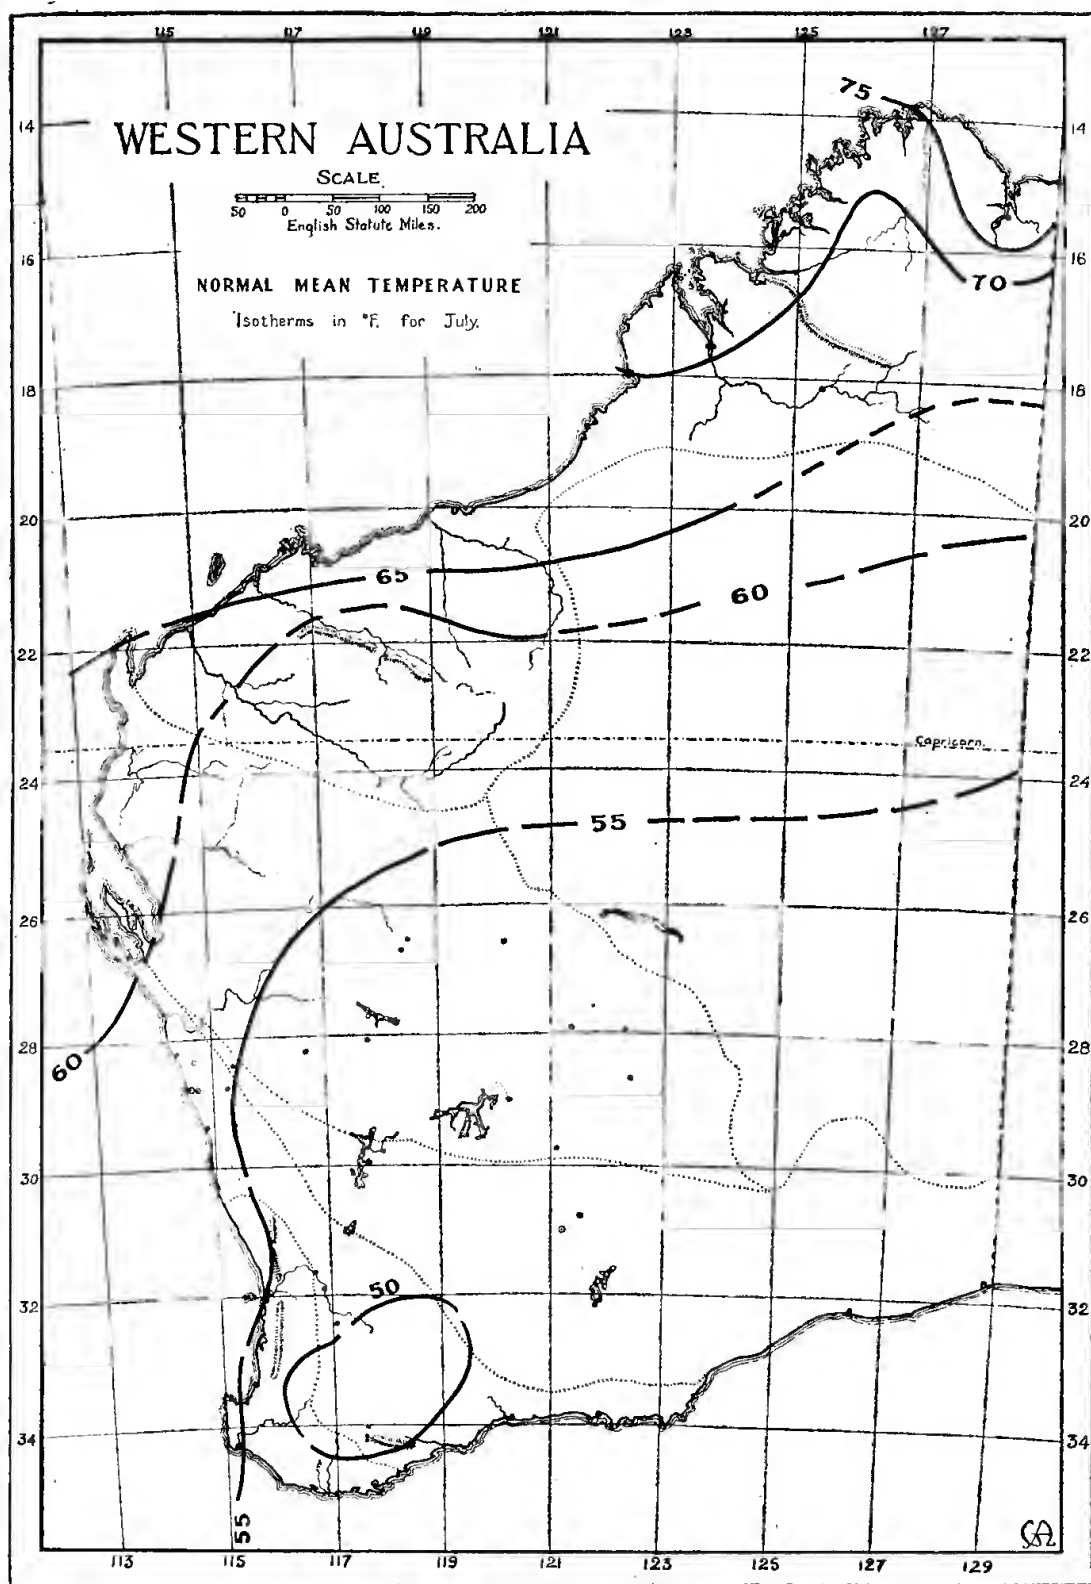 115 117 119 121 123 125 127
75
14 14
WESTERN AUSTRALIA
SCALE.
50 0 50 100 150 200
English Statute Miles.
16 16
NORMAL MEAN TEMPERATURE
70
Isotherms in °F. for July.
18 18
20 20
65
60
22 22
Capricorn.
24 24
55
26 26
28 28
60
30 30
50
32 32
34 34
55
113 115 117 119 121 123 125 127 129